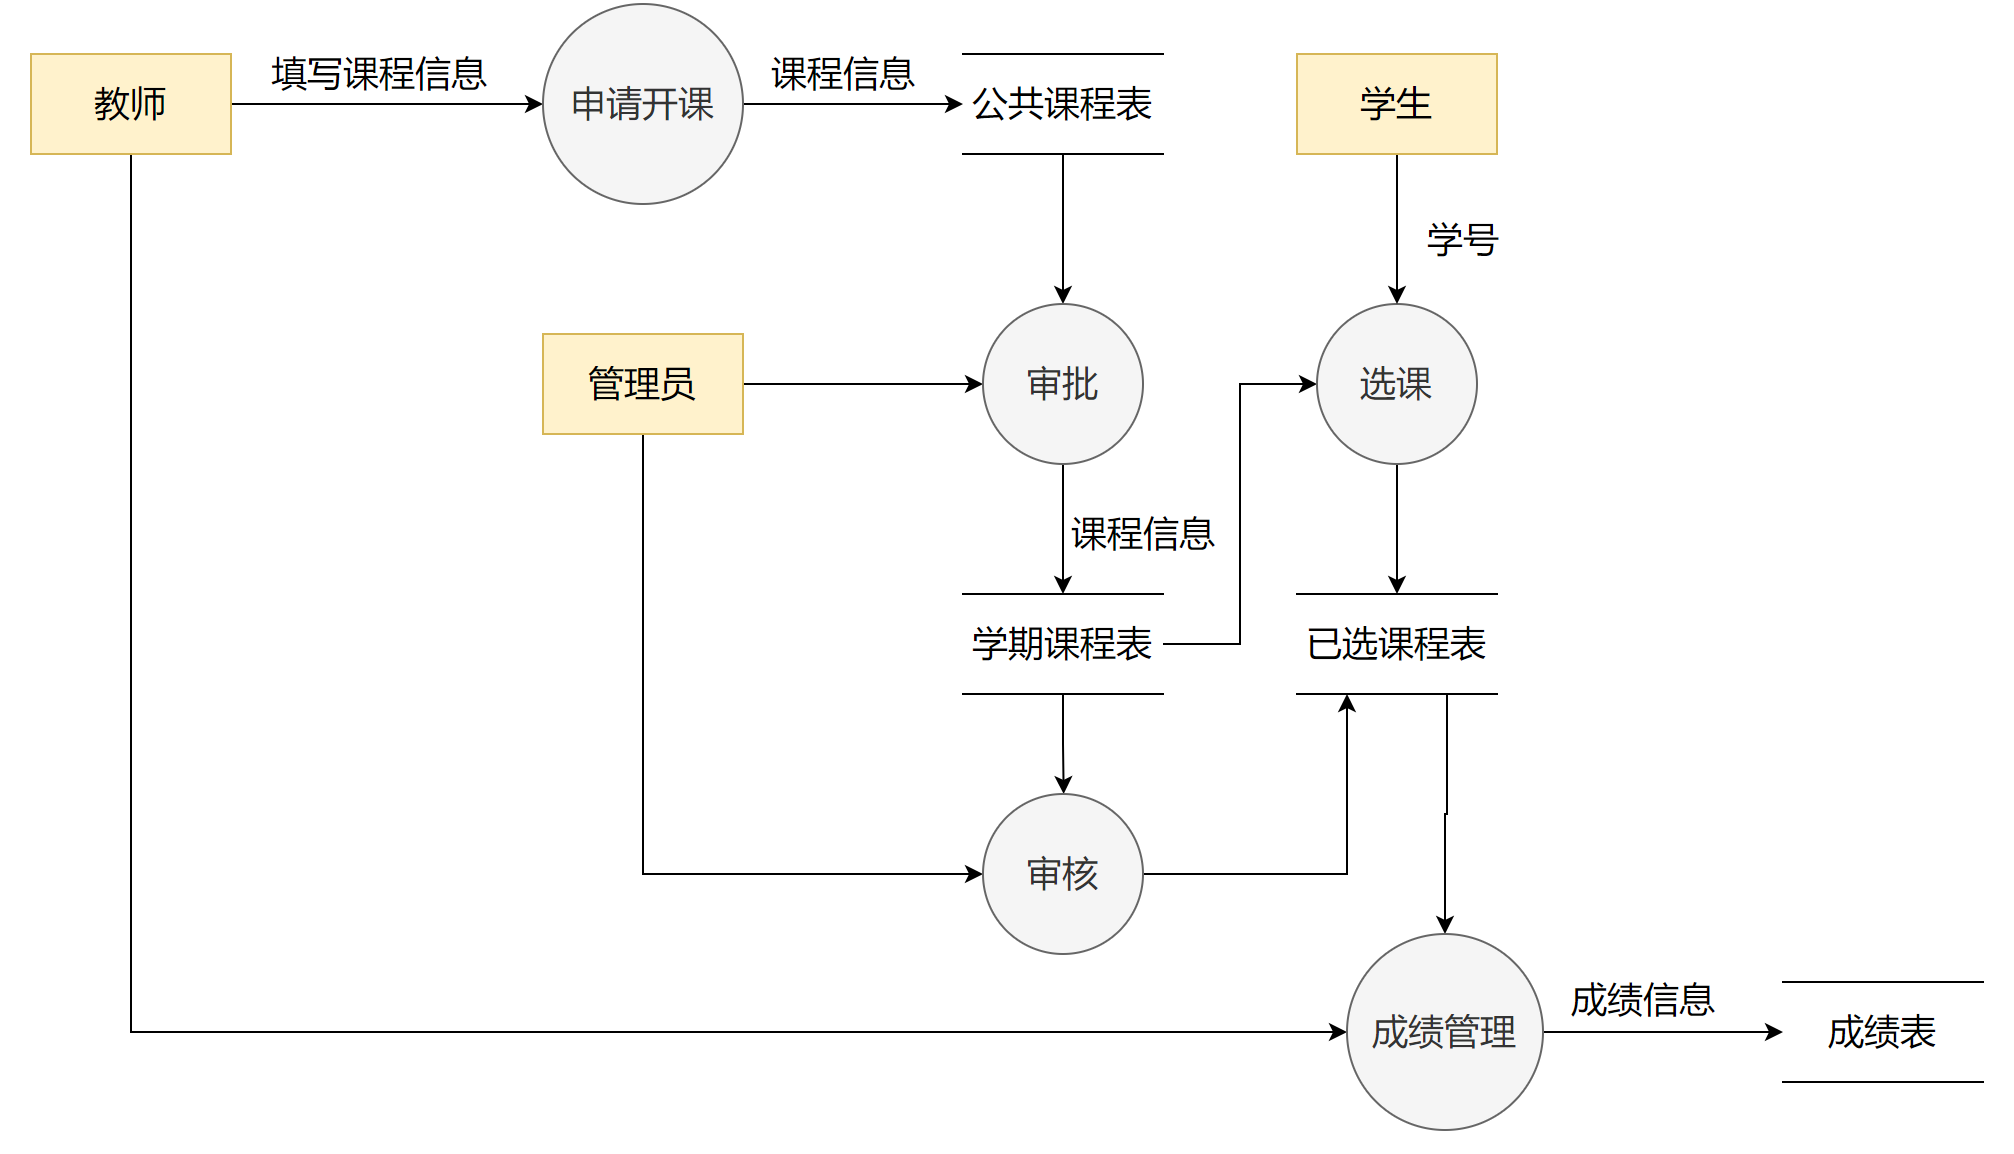 教师
填写课程信息
申请开课
课程信息
公共课程表
学生
学号
管理员
审批
选课
课程信息
学期课程表
已选课程表
审核
成绩管理
成绩信息
成绩表